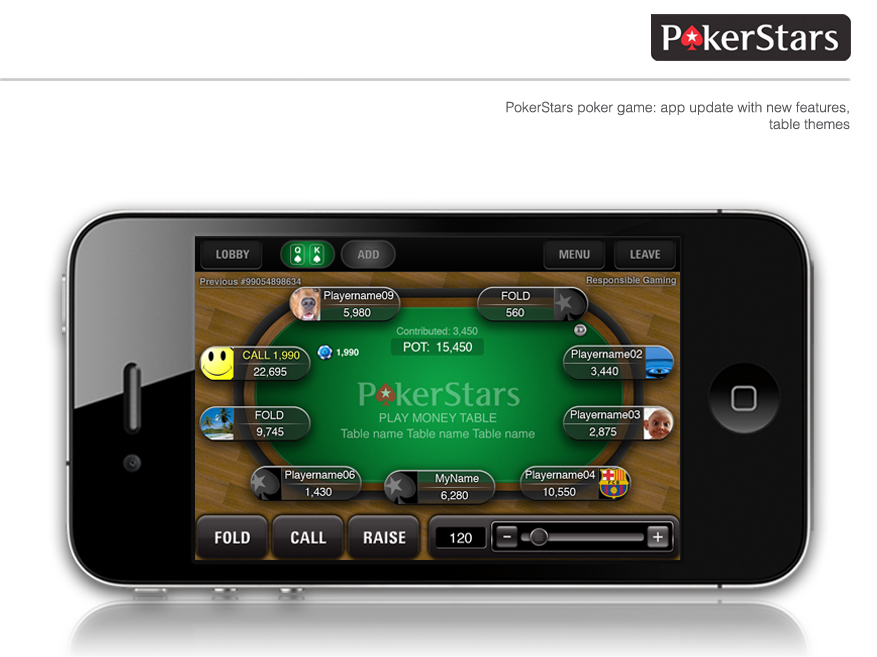 PokerStars
PokerStars poker game: app update with new features,
table themes
LOBBY
Q K
ADD
MENU
LEAVE
Previous #99054898634
Responsible Gaming
Playername09
5,980
FOLD
560
Contributed: 3,450
POT: 15,450
D
CALL 1,990
22,695
1,990
Playername02
3,440
PokerStars
PLAY MONEY TABLE
Table name Table name Table name
FOLD
9,745
Playername03
2,875
Playername06
1,430
MyName
6,280
Playername04
10,550
FCB
FOLD
CALL
RAISE
120
−
+